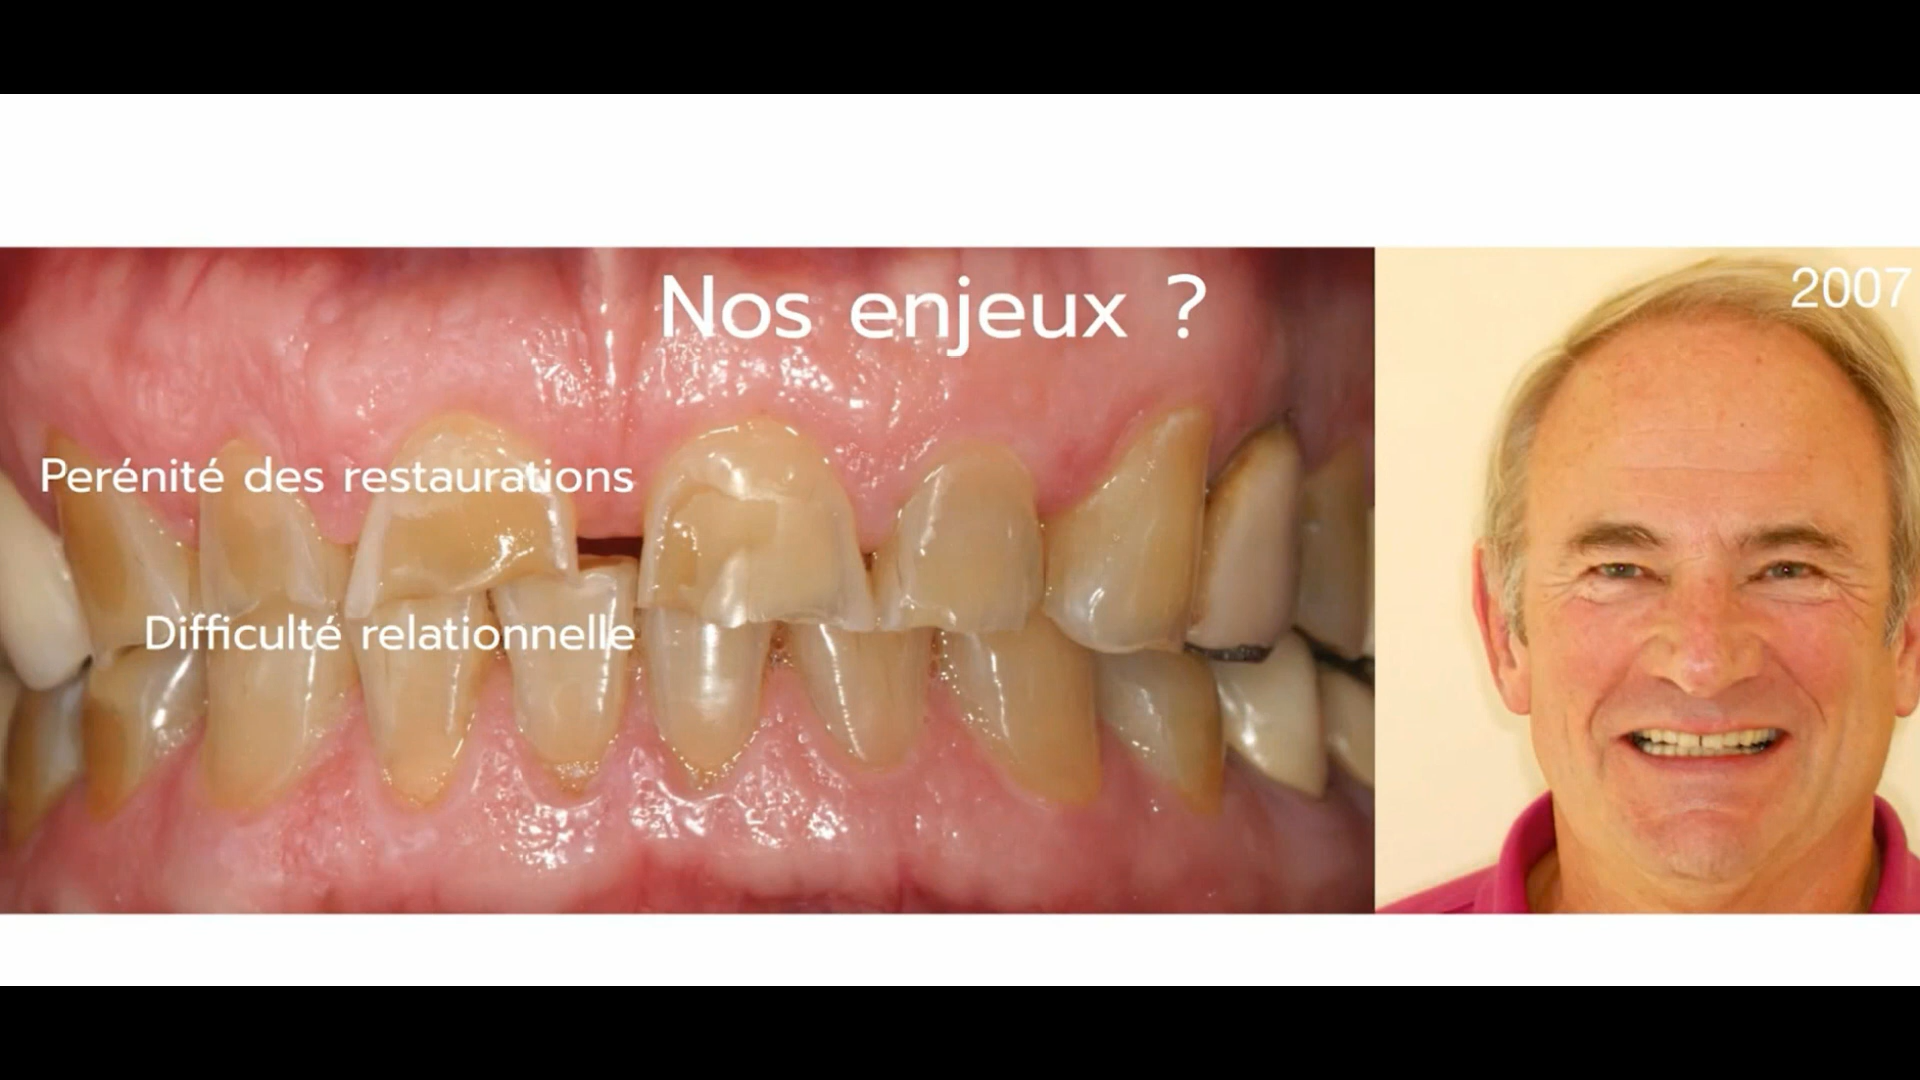 Nos enjeux ?
2007
Perénité des restaurations
Difficulté relationnelle